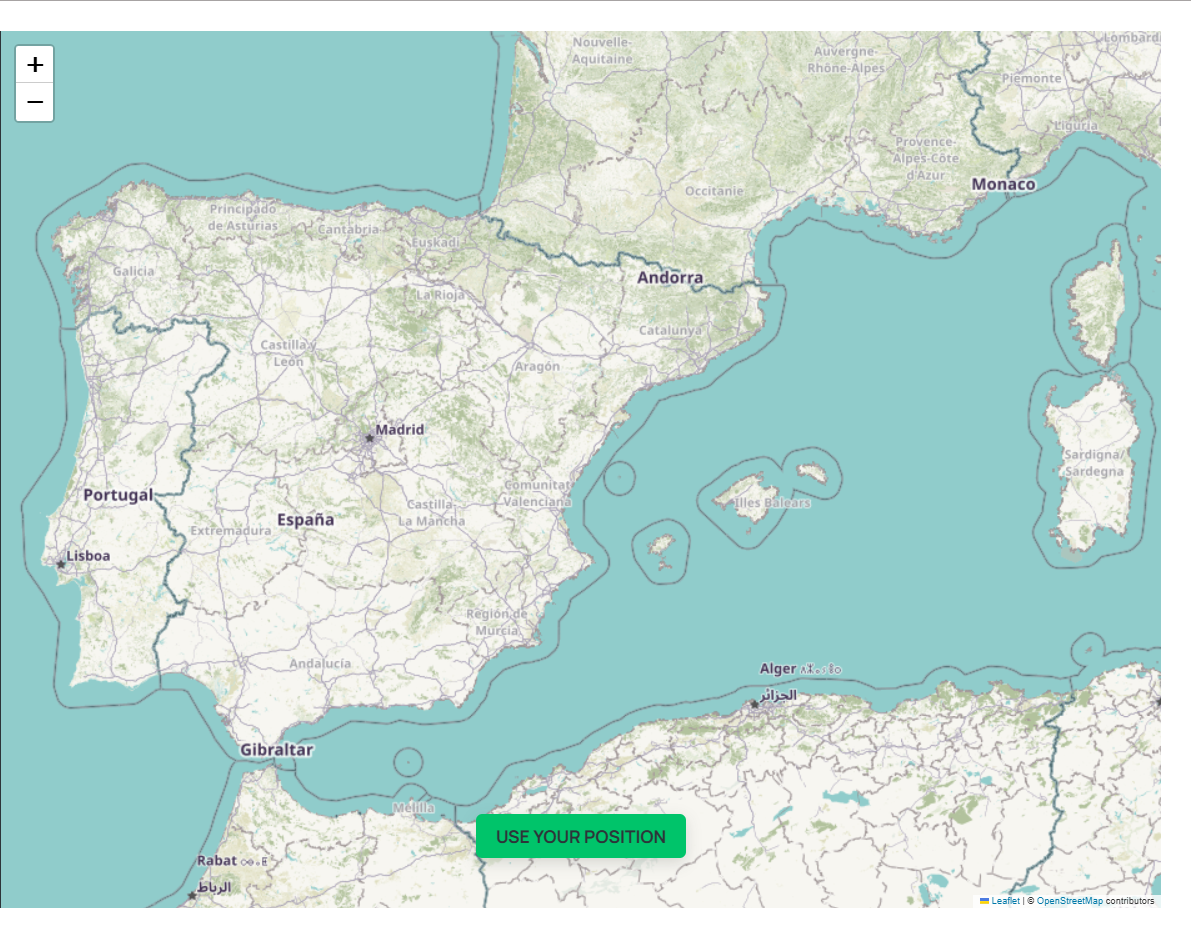 +
−
Nouvelle-
Aquitaine
Auvergne-
Rhône-Alpes
Lombardi
Piemonte
Liguria
Provence-
Alpes-Côte
d'Azur
Monaco
Occitanie
Principado
de Asturias
Cantabria
Euskadi
Galicia
Andorra
La Rioja
Catalunya
Castilla y
León
Aragón
Madrid
Sardigna/
Sardegna
Portugal
Comunitat
Valenciana
Illes Balears
Castilla-
La Mancha
España
Extremadura
Lisboa
Región de
Murcia
Andalucía
Alger
الجزائر
Gibraltar
Melilla
USE YOUR POSITION
Rabat
الرباط
Leaflet | © OpenStreetMap contributors